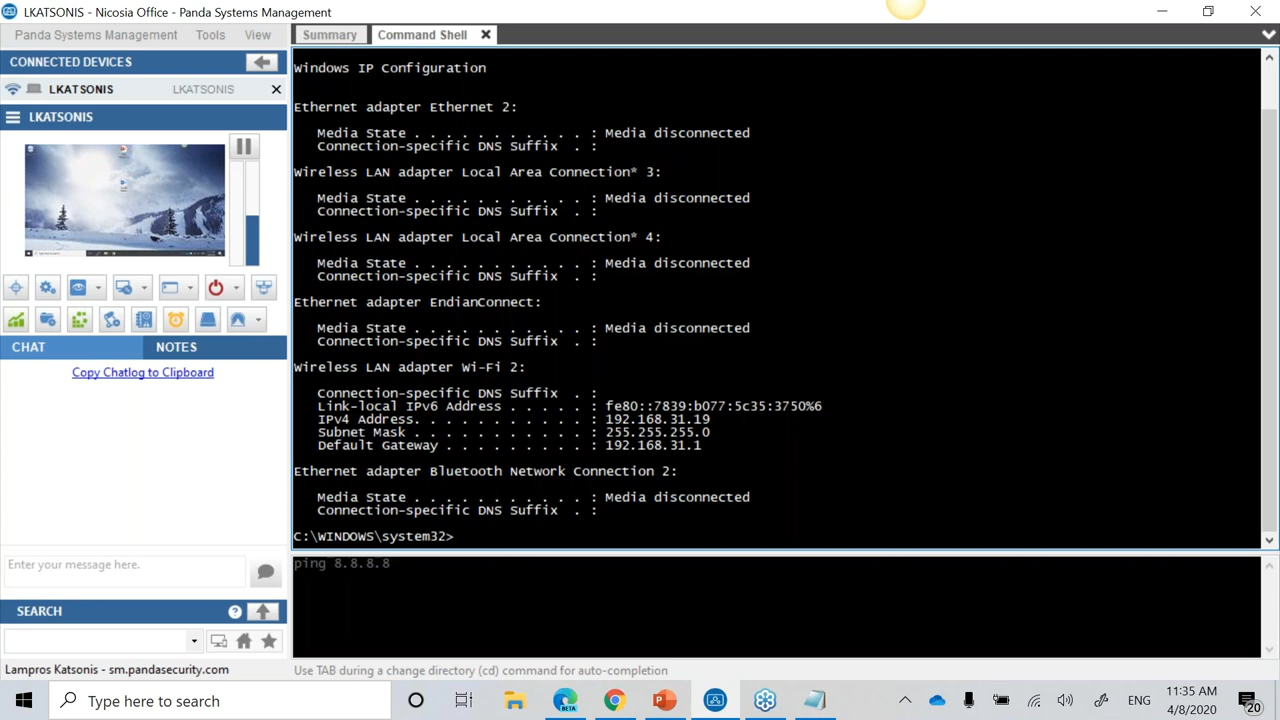 LKATSONIS - Nicosia Office - Panda Systems Management
Panda Systems Management Tools View
Summary Command Shell
CONNECTED DEVICES
LKATSONIS LKATSONIS
LKATSONIS
CHAT NOTES
Copy Chatlog to Clipboard
Enter your message here.
SEARCH
Lampros Katsonis - sm.pandasecurity.com
Windows IP Configuration
Ethernet adapter Ethernet 2:
Media State . . . . . . . . . . . : Media disconnected
Connection-specific DNS Suffix . :
Wireless LAN adapter Local Area Connection* 3:
Media State . . . . . . . . . . . : Media disconnected
Connection-specific DNS Suffix . :
Wireless LAN adapter Local Area Connection* 4:
Media State . . . . . . . . . . . : Media disconnected
Connection-specific DNS Suffix . :
Ethernet adapter EndianConnect:
Media State . . . . . . . . . . . : Media disconnected
Connection-specific DNS Suffix . :
Wireless LAN adapter Wi-Fi 2:
Connection-specific DNS Suffix . :
Link-local IPv6 Address . . . . . : fe80::7839:b077:5c35:3750%6
IPv4 Address. . . . . . . . . . . : 192.168.31.19
Subnet Mask . . . . . . . . . . . : 255.255.255.0
Default Gateway . . . . . . . . . : 192.168.31.1
Ethernet adapter Bluetooth Network Connection 2:
Media State . . . . . . . . . . . : Media disconnected
Connection-specific DNS Suffix . :
C:\WINDOWS\system32>
ping 8.8.8.8
Use TAB during a change directory (cd) command for auto-completion
Type here to search
BETA
ENG
11:35 AM
4/8/2020
20